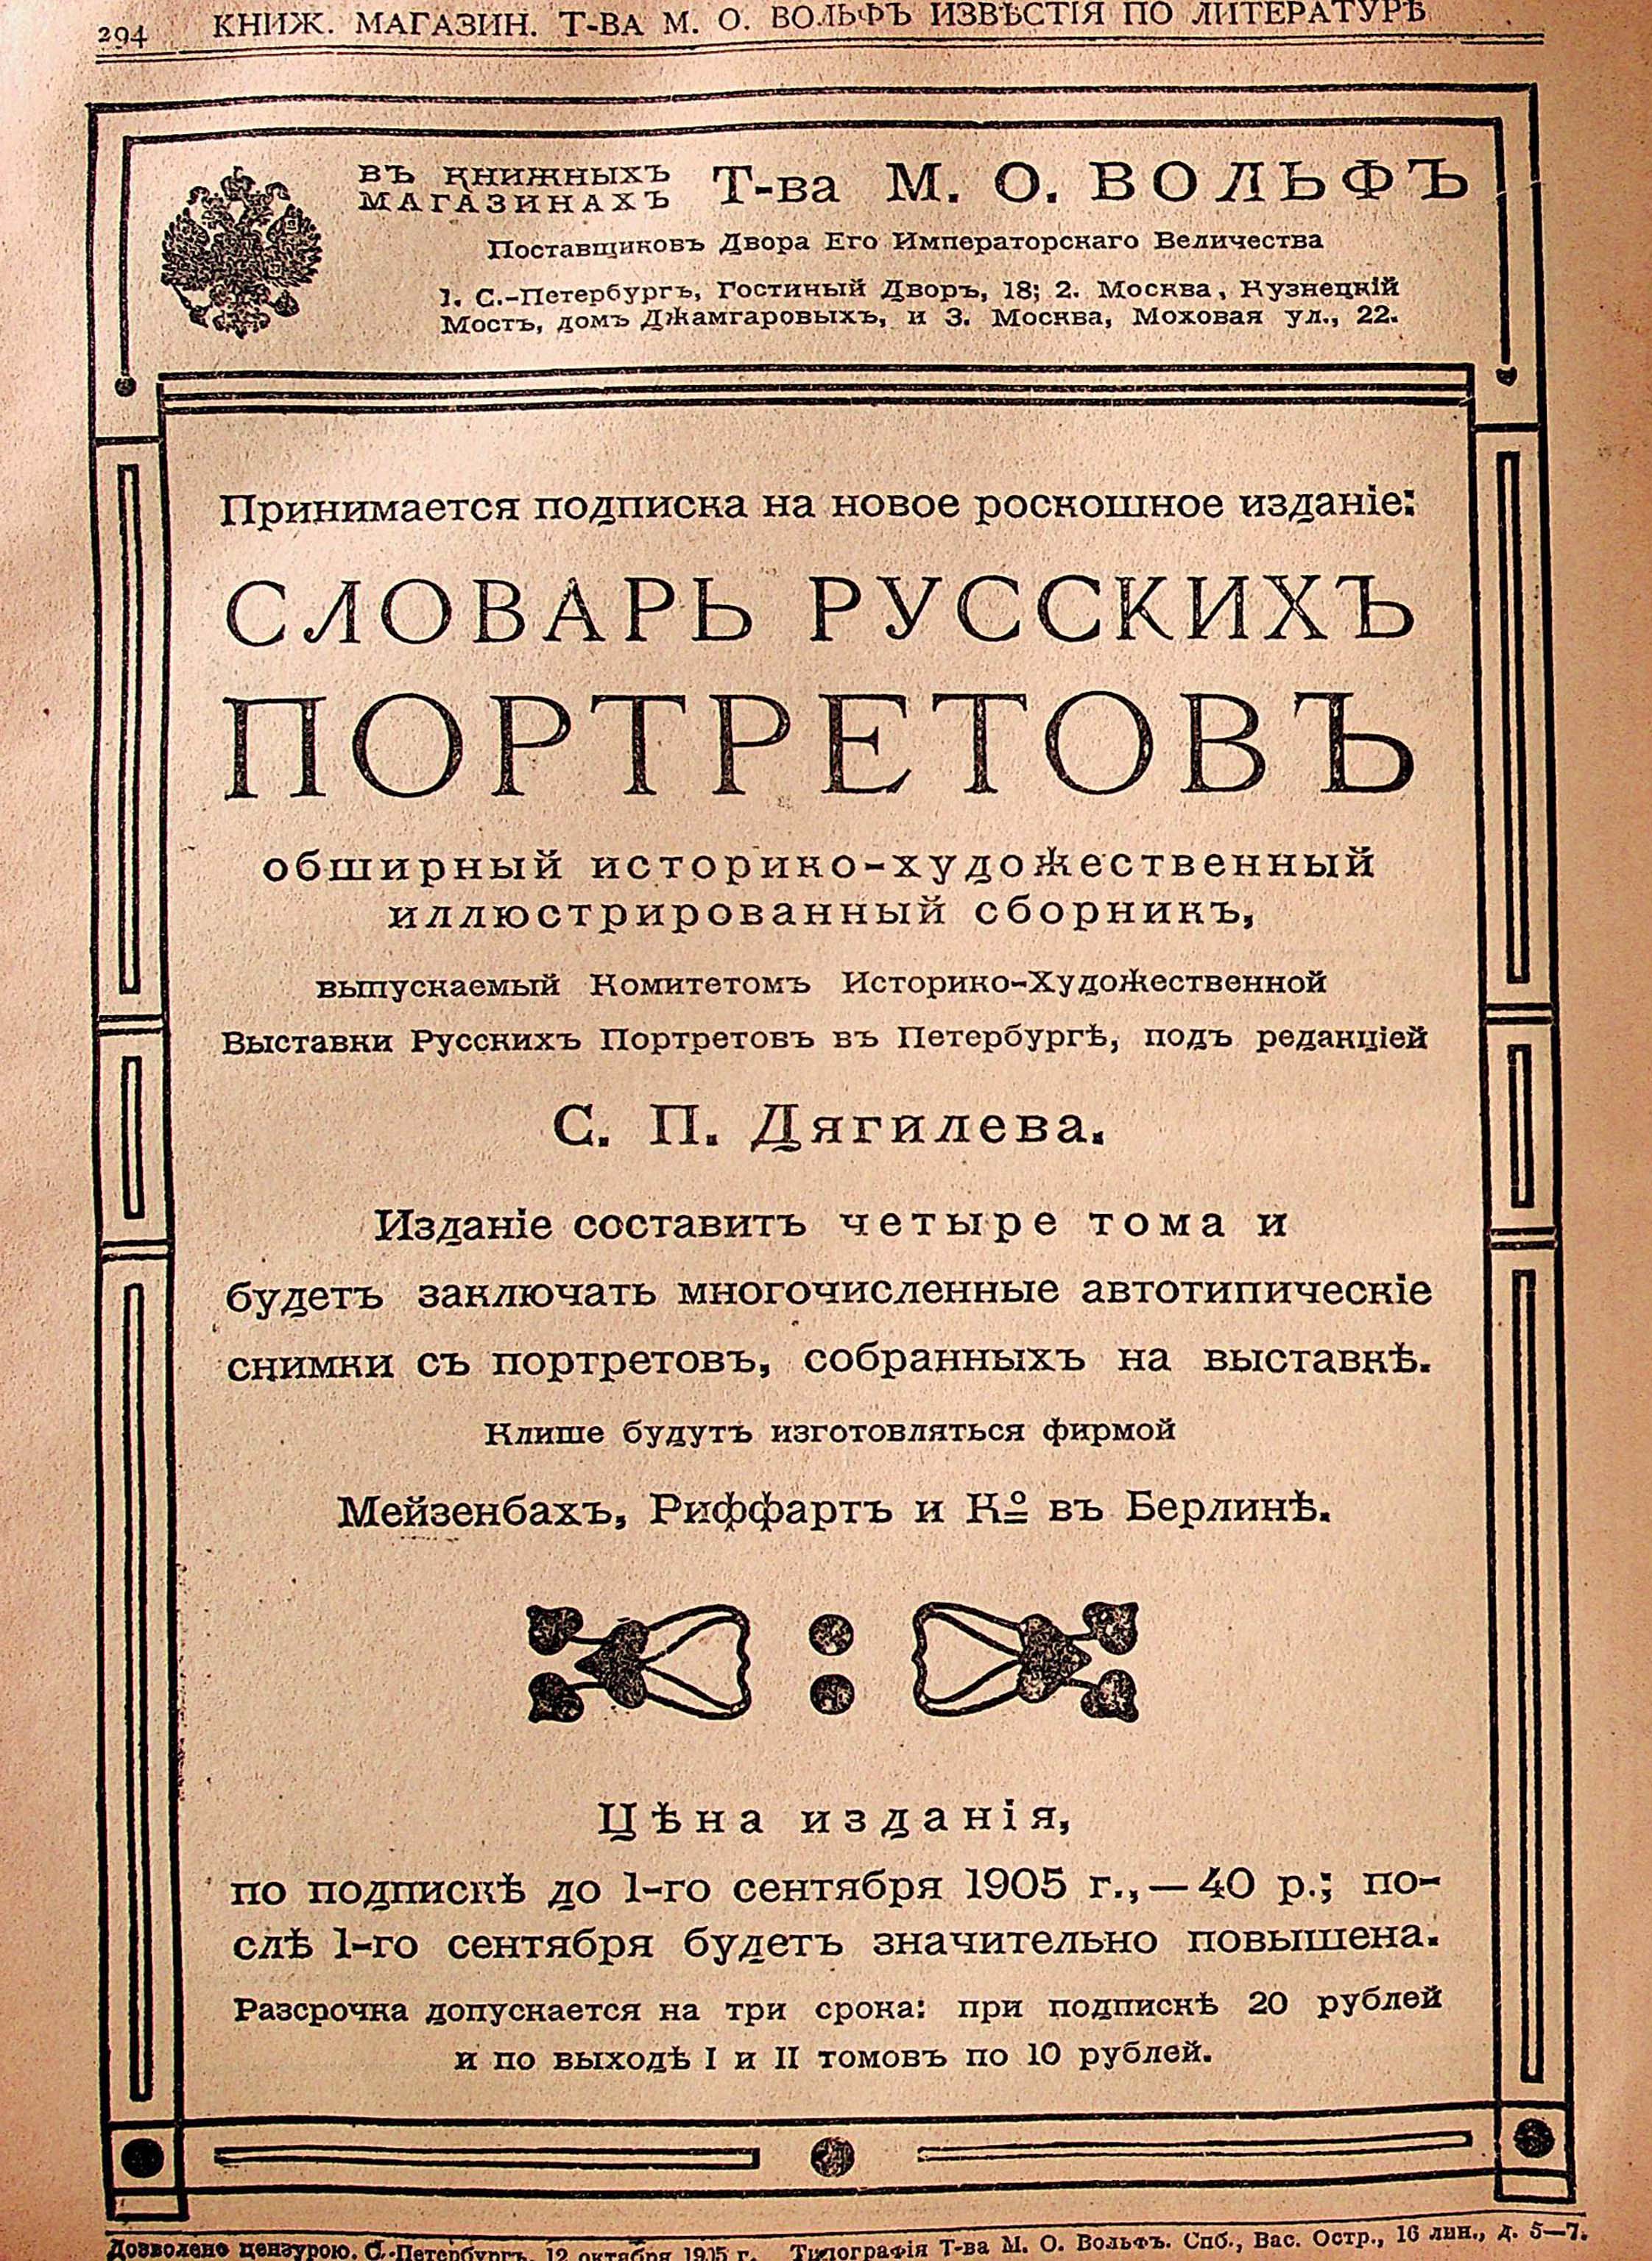 294 КНИЖ. МАГАЗИН. Т-ВА М. О. ВОЛЬФЪ ИЗВѢСТІЯ ПО ЛИТЕРАТУРѢ
ВЪ КНИЖНЫХЪ
МАГАЗИНАХЪ
Т-ва М. О. ВОЛЬФЪ
Поставщиковъ Двора Его Императорскаго Величества
1. С.-Петербургъ, Гостиный Дворъ, 18; 2. Москва, Кузнецкій
Мостъ, домъ Джамгаровыхъ, и 3. Москва, Моховая ул., 22.
Принимается подписка на новое роскошное изданіе:
СЛОВАРЬ РУССКИХЪ
ПОРТРЕТОВЪ
обширный историко-художественный
иллюстрированный сборникъ,
выпускаемый Комитетомъ Историко-Художественной
Выставки Русскихъ Портретовъ въ Петербургѣ, подъ редакціей
С. П. Дягилева.
Изданіе составитъ четыре тома и
будетъ заключать многочисленные автотипическіе
снимки съ портретовъ, собранныхъ на выставкѣ.
Клише будутъ изготовляться фирмой
Мейзенбахъ, Риффартъ и Кº въ Берлинѣ.
Цѣна изданія,
по подпискѣ до 1-го сентября 1905 г.,—40 р.; по-
слѣ 1-го сентября будетъ значительно повышена.
Разсрочка допускается на три срока: при подпискѣ 20 рублей
и по выходѣ I и II томовъ по 10 рублей.
Дозволено цензурою. С.-Петербургъ, 12 октября 1905 г. Типографія Т-ва М. О. Вольфъ. Спб., Вас. Остр., 16 лин., д. 5—7.